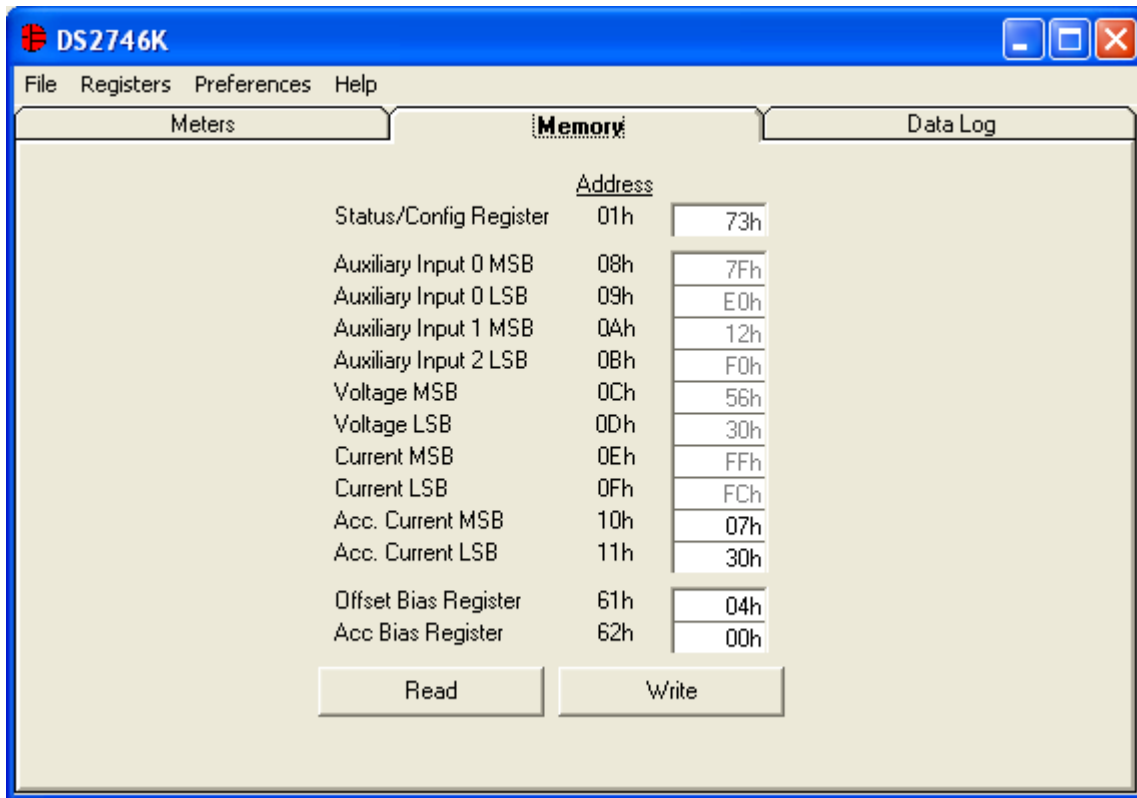 DS2746K
File Registers Preferences Help
Meters Memory Data Log
Address
Status/Config Register 01h 73h
Auxiliary Input 0 MSB 08h 7Fh
Auxiliary Input 0 LSB 09h E0h
Auxiliary Input 1 MSB 0Ah 12h
Auxiliary Input 2 LSB 0Bh F0h
Voltage MSB 0Ch 56h
Voltage LSB 0Dh 30h
Current MSB 0Eh FFh
Current LSB 0Fh FCh
Acc. Current MSB 10h 07h
Acc. Current LSB 11h 30h
Offset Bias Register 61h 04h
Acc Bias Register 62h 00h
Read Write